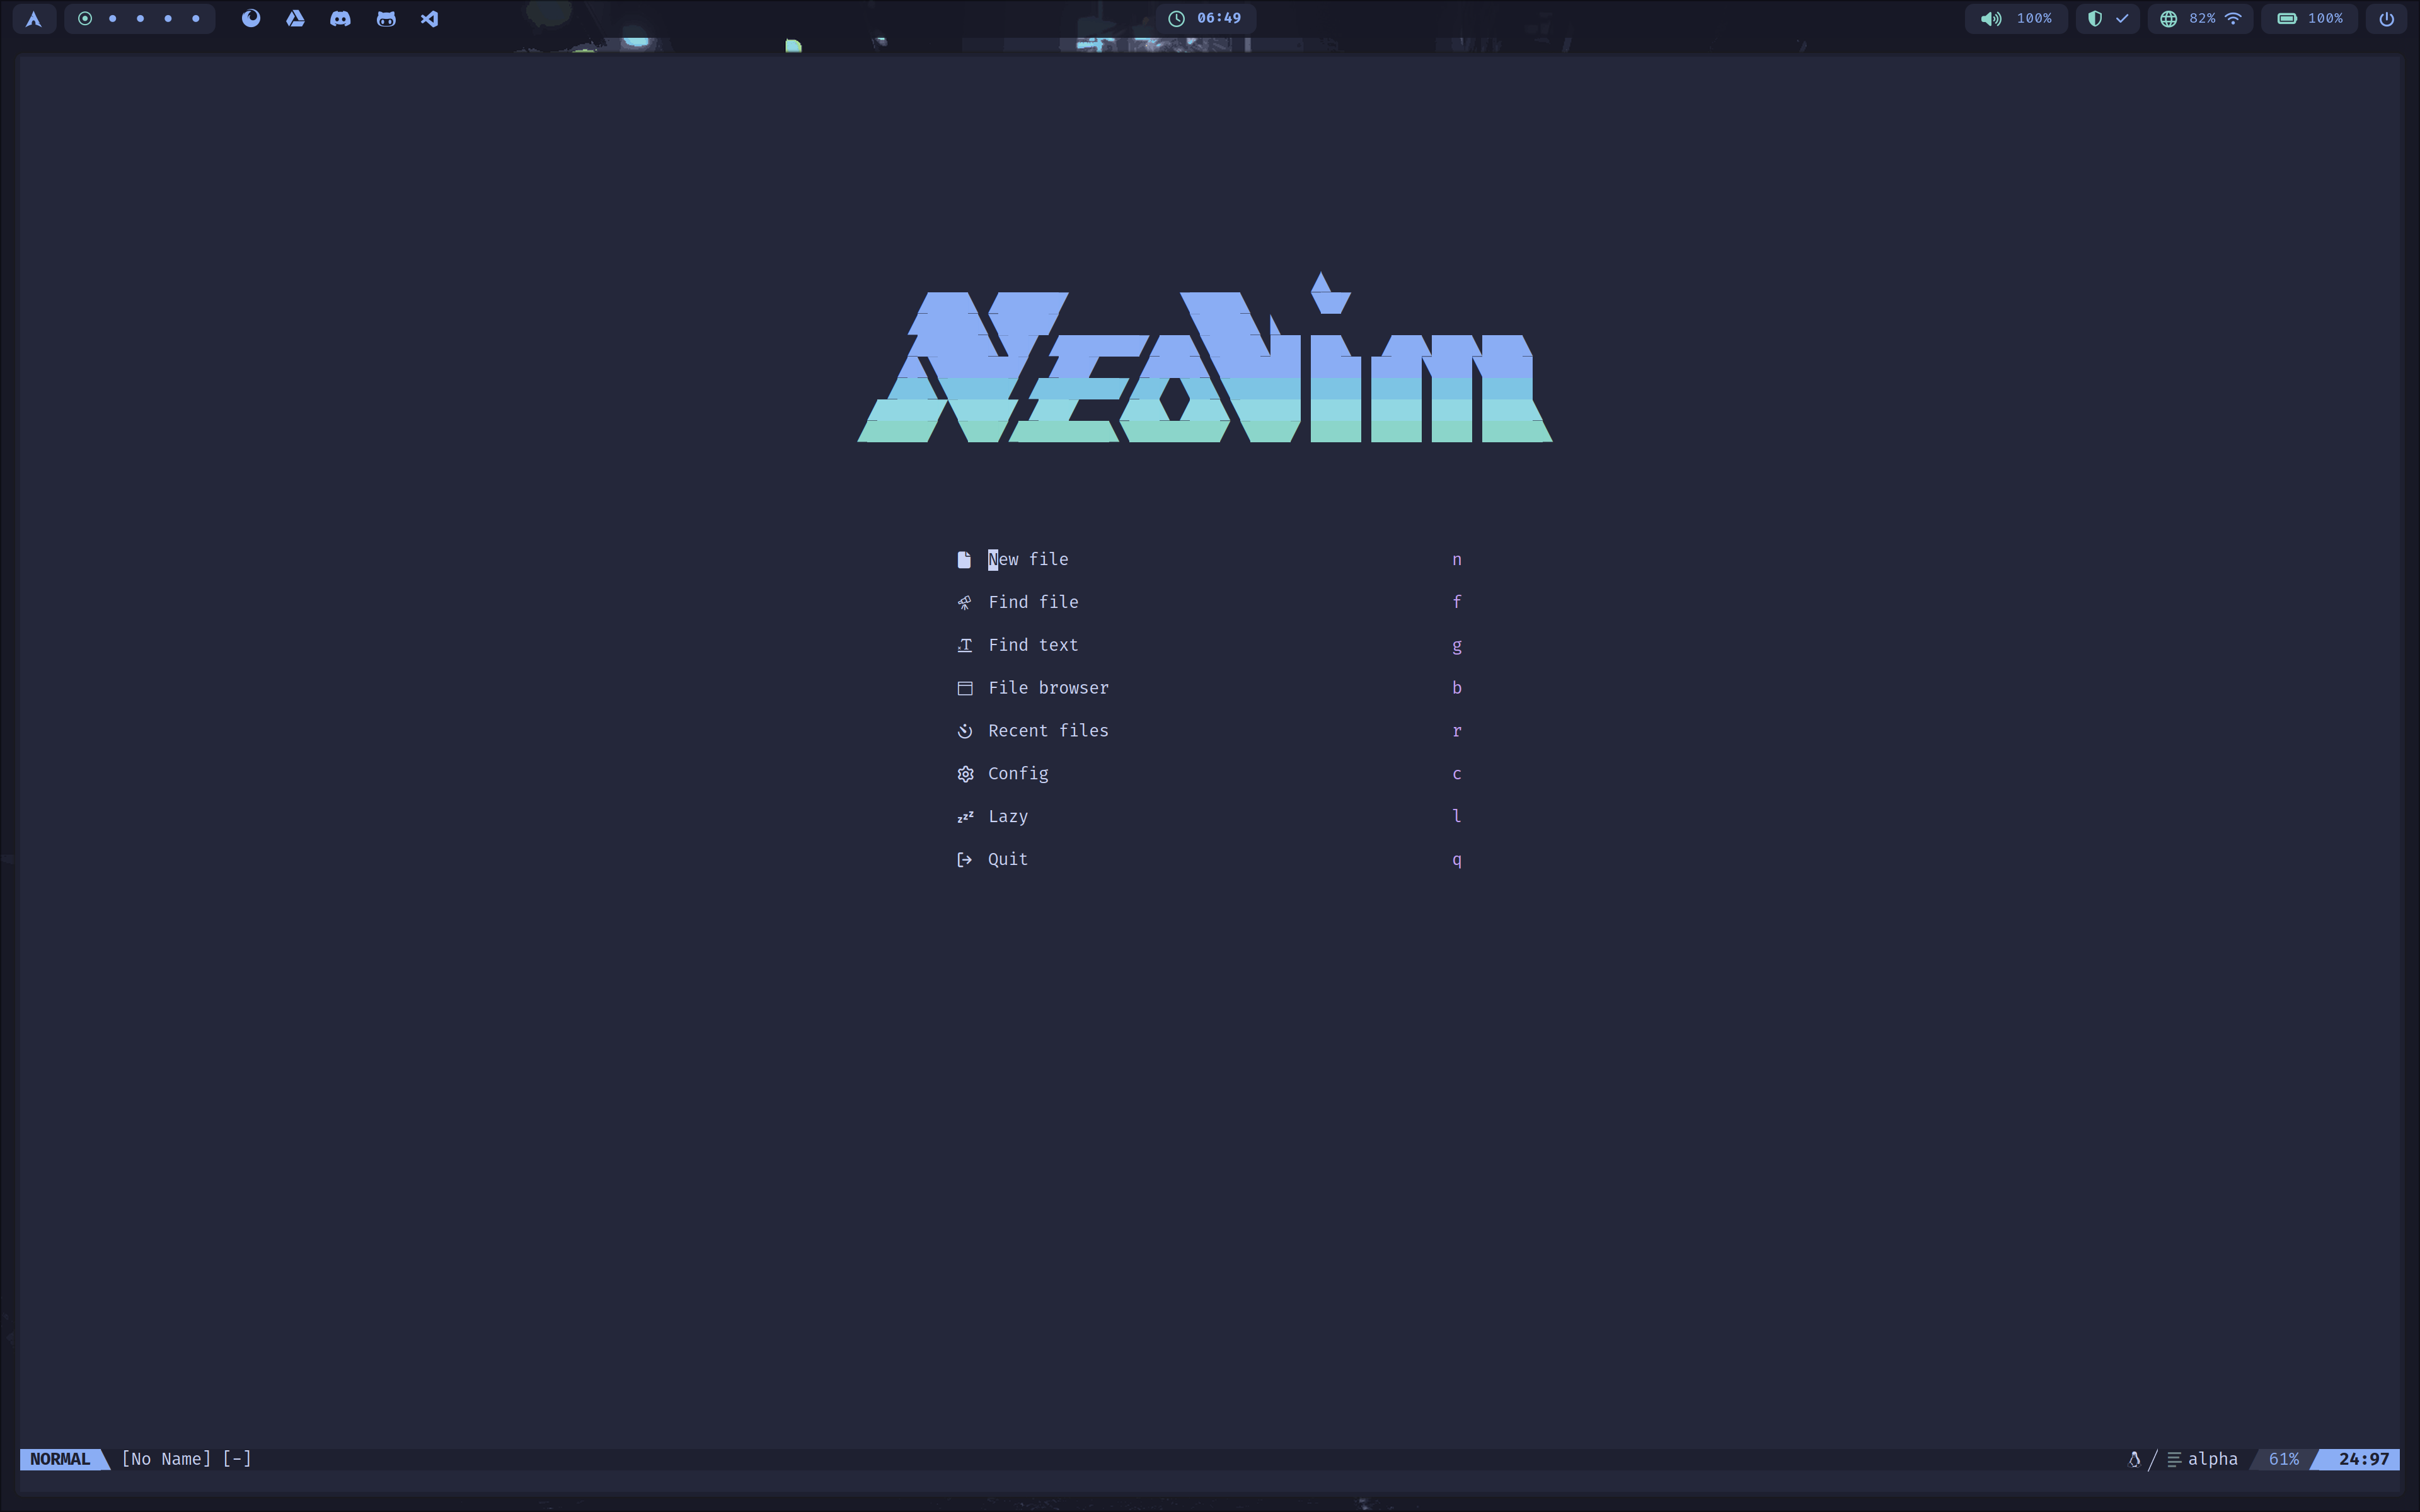 06:49
100%
82%
100%
Neovim
New file n
Find file f
Find text g
File browser b
Recent files r
Config c
Lazy l
Quit q
NORMAL [No Name] [-] alpha 61% 24:97